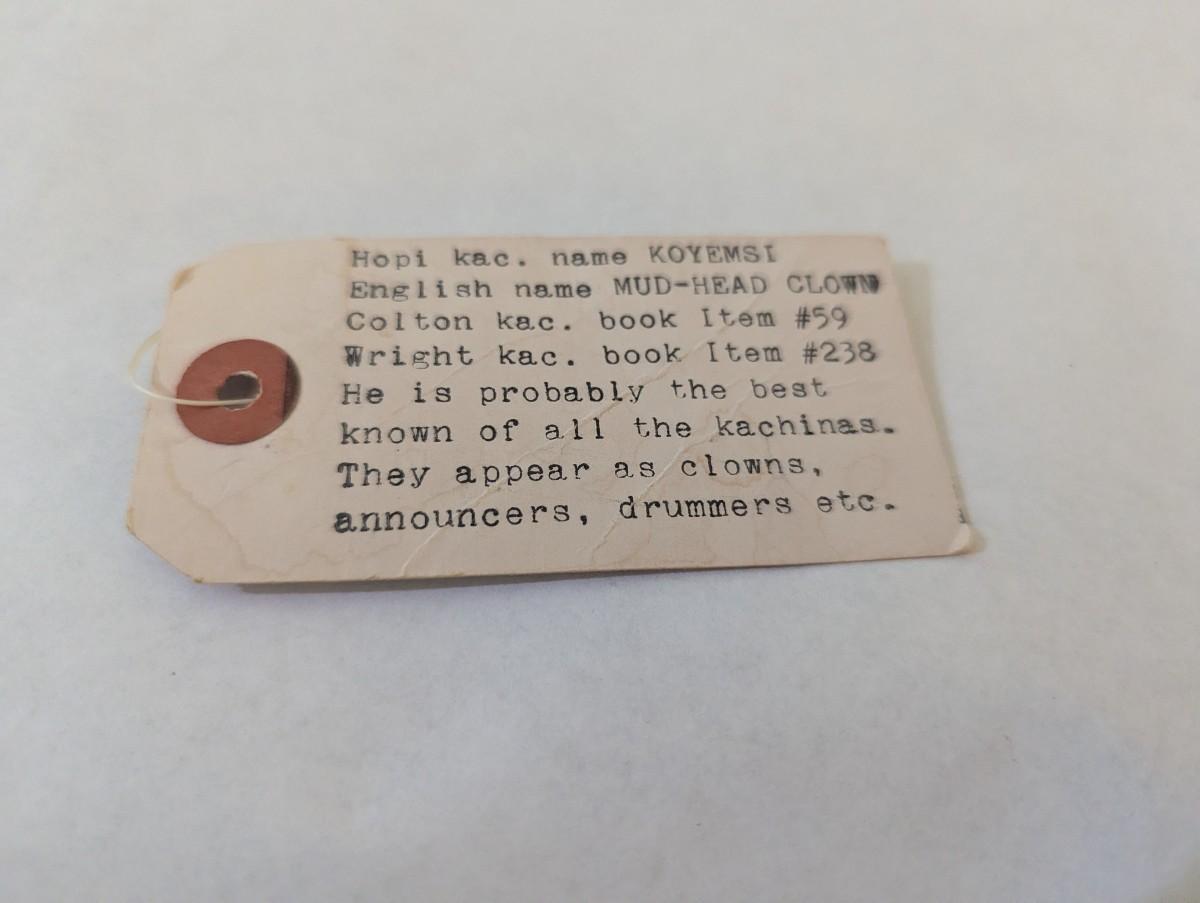 Hopi kac. name KOYEMSI
English name MUD-HEAD CLOWN
Colton kac. book Item #59
Wright kac. book Item #238
He is probably the best
known of all the kachinas.
They appear as clowns,
announcers, drummers etc.